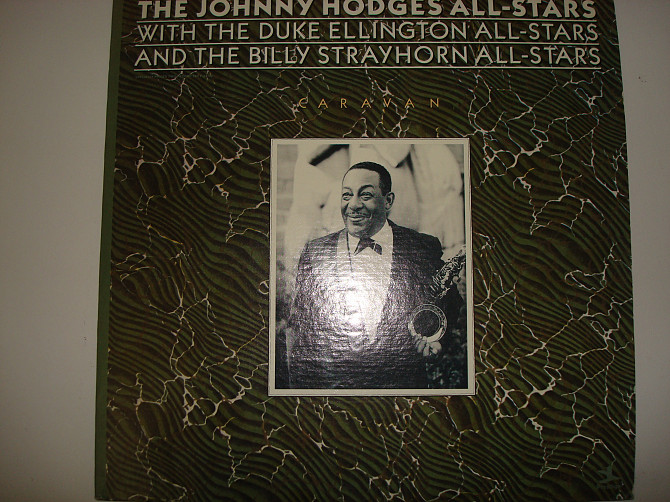 THE JOHNNY HODGES ALL-STARS
WITH THE DUKE ELLINGTON ALL-STARS
AND THE BILLY STRAYHORN ALL-STARS
CARAVAN